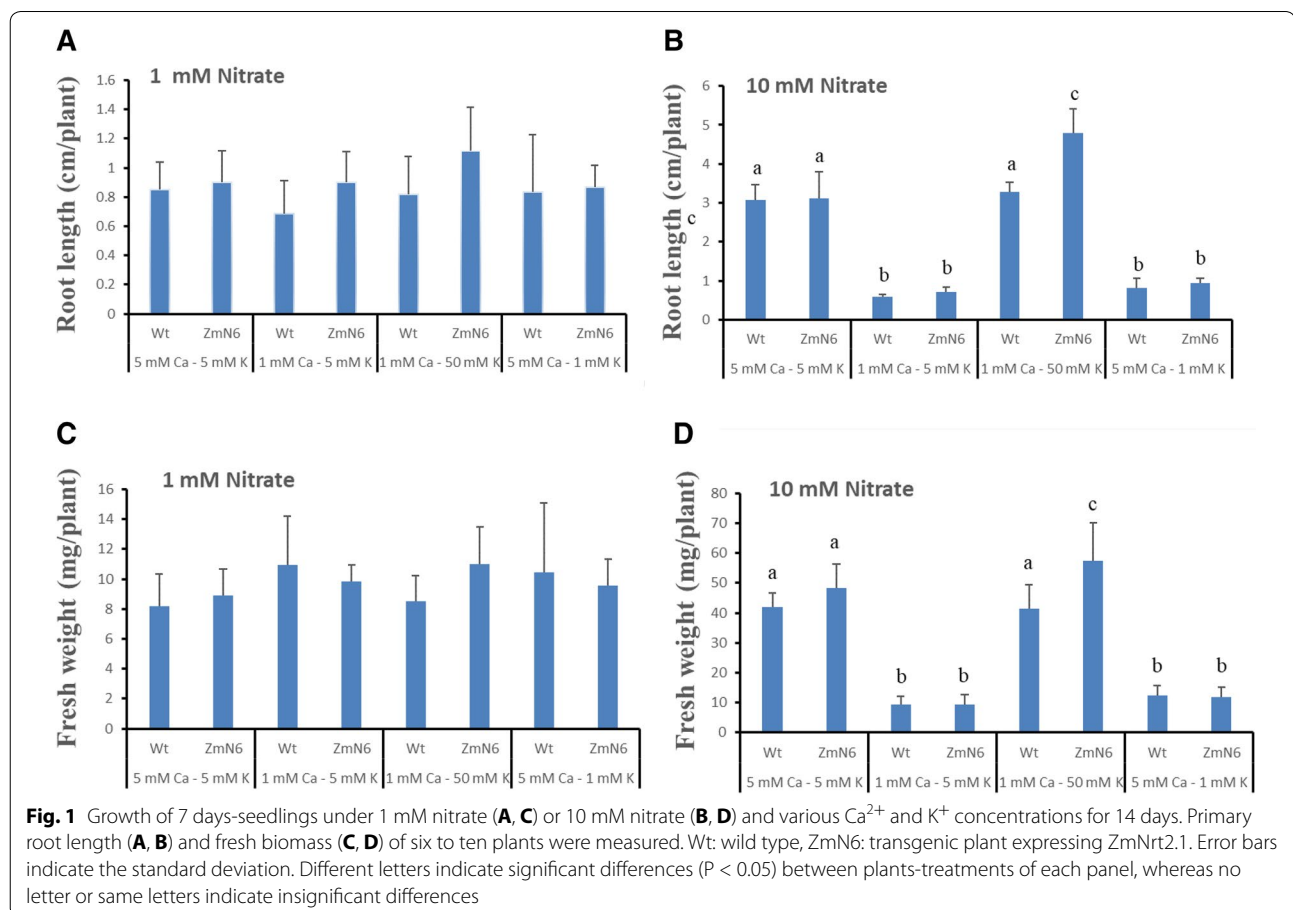 A
1 mM Nitrate
Root length (cm/plant)
1.6
1.4
1.2
1
0.8
0.6
0.4
0.2
0
Wt ZmN6 Wt ZmN6 Wt ZmN6 Wt ZmN6
5 mM Ca - 5 mM K 1 mM Ca - 5 mM K 1 mM Ca - 50 mM K 5 mM Ca - 1 mM K
B
10 mM Nitrate
Root length (cm/plant)
c
6
5
4
3
2
1
0
a a b b a c b b
Wt ZmN6 Wt ZmN6 Wt ZmN6 Wt ZmN6
5 mM Ca - 5 mM K 1 mM Ca - 5 mM K 1 mM Ca - 50 mM K 5 mM Ca - 1 mM K
C
1 mM Nitrate
Fresh weight (mg/plant)
16
14
12
10
8
6
4
2
0
Wt ZmN6 Wt ZmN6 Wt ZmN6 Wt ZmN6
5 mM Ca - 5 mM K 1 mM Ca - 5 mM K 1 mM Ca - 50 mM K 5 mM Ca - 1 mM K
D
10 mM Nitrate
Fresh weight (mg/plant)
80
70
60
50
40
30
20
10
0
a a b b a c b b
Wt ZmN6 Wt ZmN6 Wt ZmN6 Wt ZmN6
5 mM Ca - 5 mM K 1 mM Ca - 5 mM K 1 mM Ca - 50 mM K 5 mM Ca - 1 mM K
Fig. 1 Growth of 7 days-seedlings under 1 mM nitrate (A, C) or 10 mM nitrate (B, D) and various Ca²⁺ and K⁺ concentrations for 14 days. Primary
root length (A, B) and fresh biomass (C, D) of six to ten plants were measured. Wt: wild type, ZmN6: transgenic plant expressing ZmNrt2.1. Error bars
indicate the standard deviation. Different letters indicate significant differences (P < 0.05) between plants-treatments of each panel, whereas no
letter or same letters indicate insignificant differences